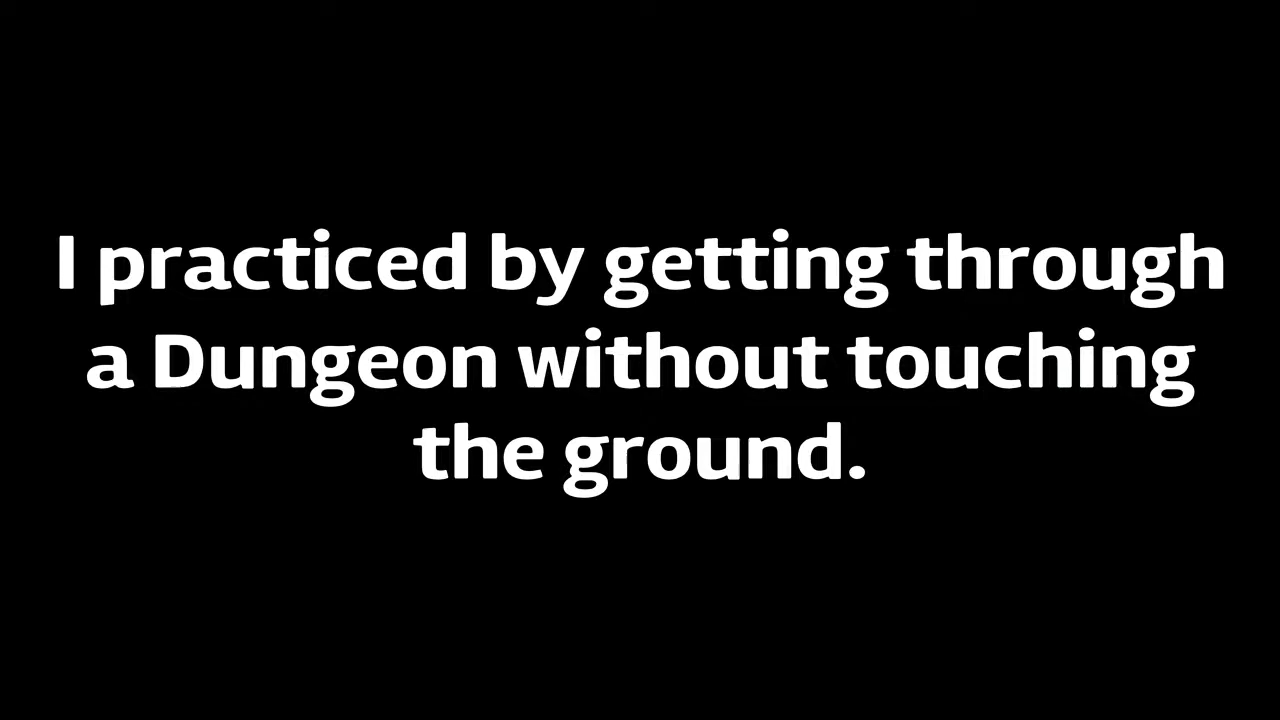 I practiced by getting through
a Dungeon without touching
the ground.